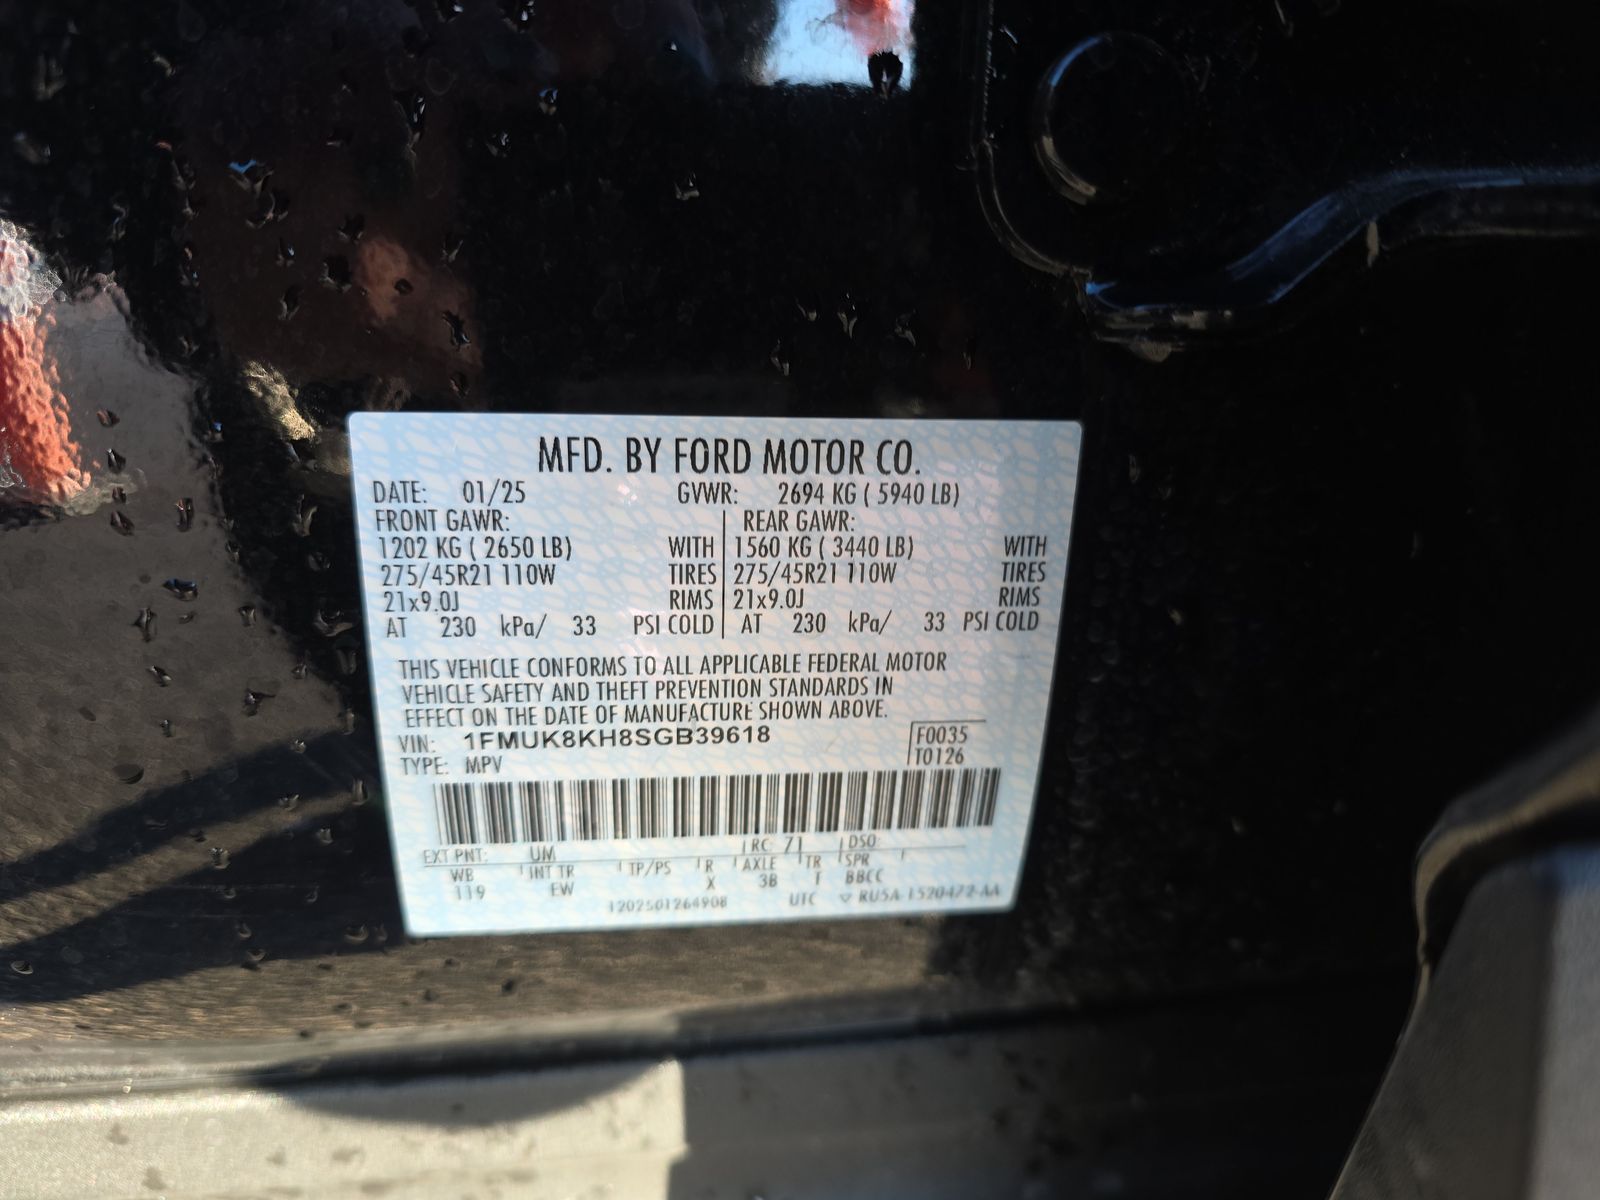 MFD. BY FORD MOTOR CO.
DATE: 01/25 GVWR: 2694 KG ( 5940 LB)
FRONT GAWR: REAR GAWR:
1202 KG ( 2650 LB) WITH 1560 KG ( 3440 LB) WITH
275/45R21 110W TIRES 275/45R21 110W TIRES
21x9.0J RIMS 21x9.0J RIMS
AT 230 kPa/ 33 PSI COLD AT 230 kPa/ 33 PSI COLD
THIS VEHICLE CONFORMS TO ALL APPLICABLE FEDERAL MOTOR
VEHICLE SAFETY AND THEFT PREVENTION STANDARDS IN
EFFECT ON THE DATE OF MANUFACTURE SHOWN ABOVE.
VIN: 1FMUK8KH8SGB39618 F0035
TYPE: MPV T0126
EXT PNT: UM RC: 71 DSO:
WB INT TR TP/PS R AXLE TR SPR
119 EW X 3B T BBCC
1202501264908 UTC ▽ RU5A-1520472-AA